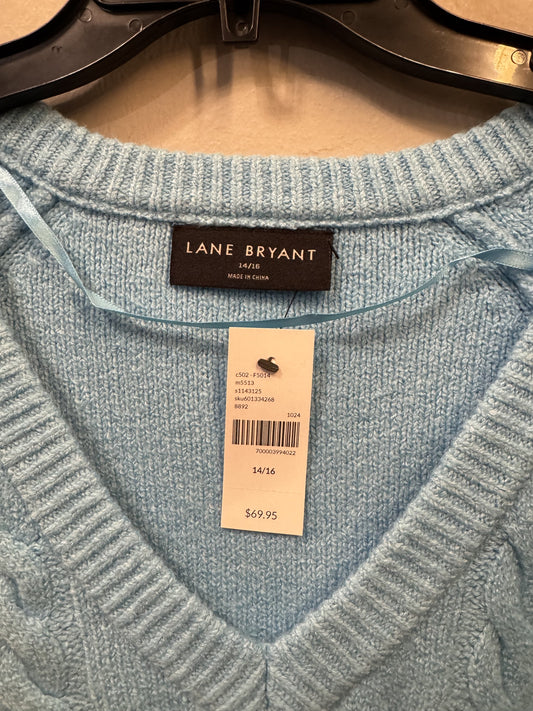 LANE BRYANT
14/16
MADE IN CHINA
c502 - F5014
m5513
s1143125
sku601334268
8892
1024
700003994022
14/16
$69.95